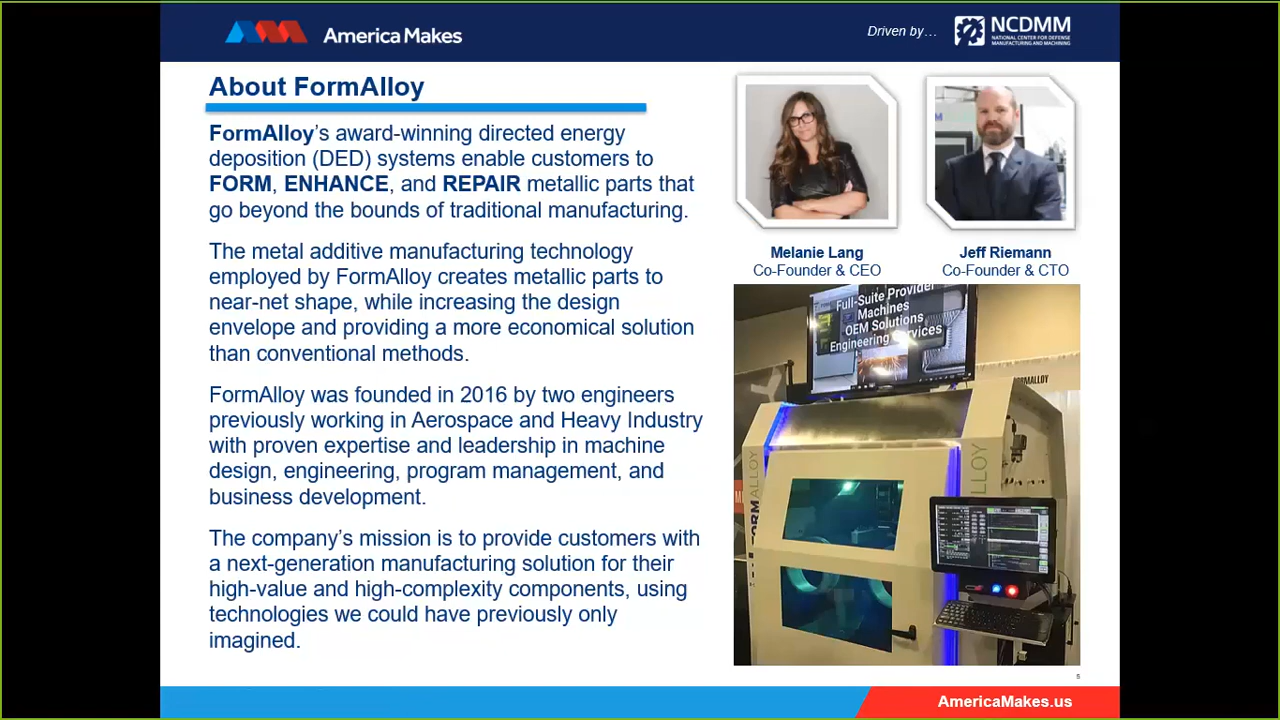 America Makes
Driven by…
NCDMM
NATIONAL CENTER FOR DEFENSE
MANUFACTURING AND MACHINING
About FormAlloy
FormAlloy’s award-winning directed energy
deposition (DED) systems enable customers to
FORM, ENHANCE, and REPAIR metallic parts that
go beyond the bounds of traditional manufacturing.
The metal additive manufacturing technology
employed by FormAlloy creates metallic parts to
near-net shape, while increasing the design
envelope and providing a more economical solution
than conventional methods.
FormAlloy was founded in 2016 by two engineers
previously working in Aerospace and Heavy Industry
with proven expertise and leadership in machine
design, engineering, program management, and
business development.
The company’s mission is to provide customers with
a next-generation manufacturing solution for their
high-value and high-complexity components, using
technologies we could have previously only
imagined.
Melanie Lang
Co-Founder & CEO
Jeff Riemann
Co-Founder & CTO
Full-Suite Provider
Machines
OEM Solutions
Engineering Services
FORMALLOY
FORMALLOY
LLOY
5
AmericaMakes.us